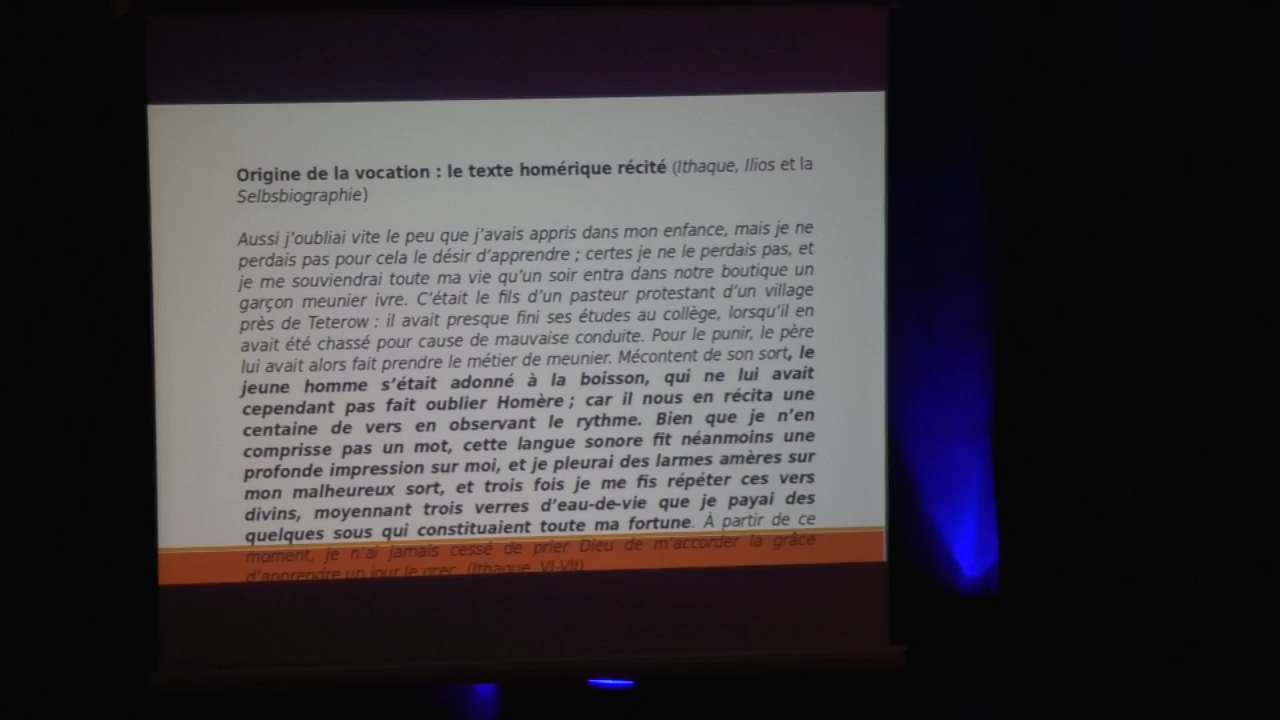 Origine de la vocation : le texte homérique récité (Ithaque, Ilios et la
Selbsbiographie)
Aussi j'oubliai vite le peu que j'avais appris dans mon enfance, mais je ne
perdais pas pour cela le désir d'apprendre ; certes je ne le perdais pas, et
je me souviendrai toute ma vie qu'un soir entra dans notre boutique un
garçon meunier ivre. C'était le fils d'un pasteur protestant d'un village
près de Teterow : il avait presque fini ses études au collège, lorsqu'il en
avait été chassé pour cause de mauvaise conduite. Pour le punir, le père
lui avait alors fait prendre le métier de meunier. Mécontent de son sort, le
jeune homme s'était adonné à la boisson, qui ne lui avait
cependant pas fait oublier Homère ; car il nous en récita une
centaine de vers en observant le rythme. Bien que je n'en
comprisse pas un mot, cette langue sonore fit néanmoins une
profonde impression sur moi, et je pleurai des larmes amères sur
mon malheureux sort, et trois fois je me fis répéter ces vers
divins, moyennant trois verres d'eau-de-vie que je payai des
quelques sous qui constituaient toute ma fortune. À partir de ce
moment, je n'ai jamais cessé de prier Dieu de m'accorder la grâce
d'apprendre un jour le grec. (Ithaque, VI-VII)